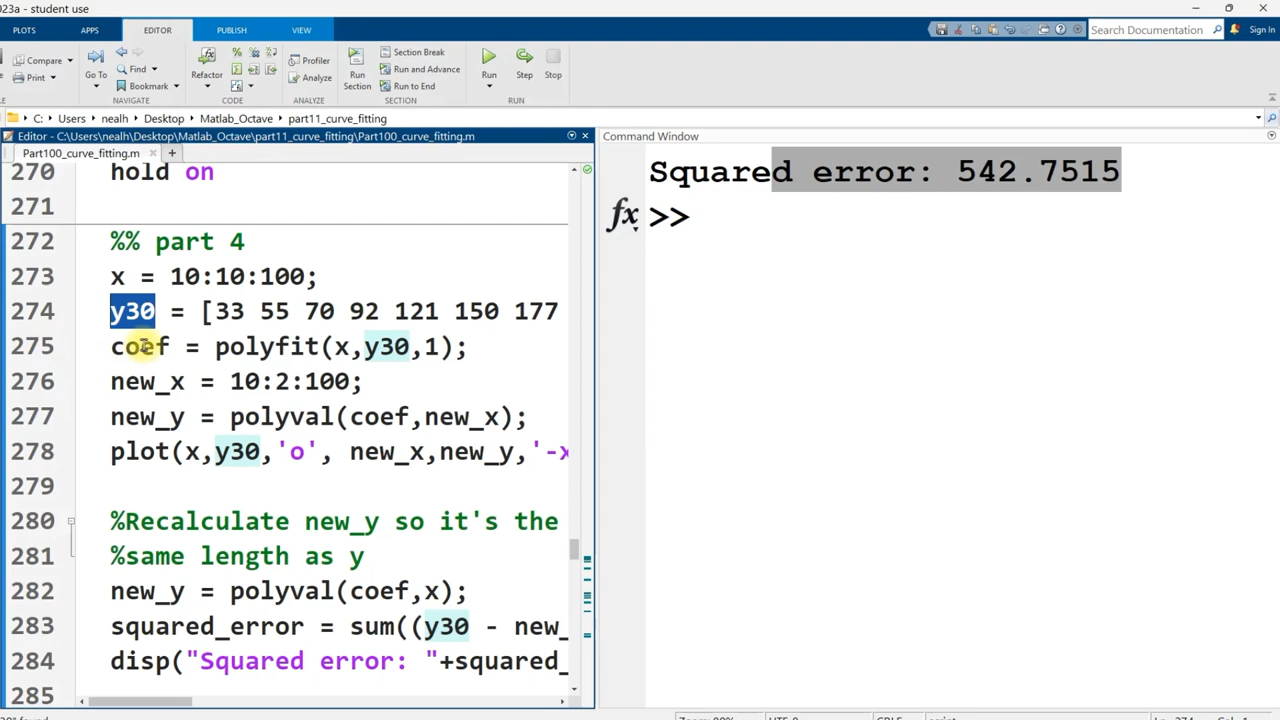 023a - student use
PLOTS APPS EDITOR PUBLISH VIEW
Search Documentation Sign In
Compare Go To Find Refactor Profiler Run Section Section Break Run Step Stop
Print Bookmark Analyze Run and Advance
Run to End
NAVIGATE CODE ANALYZE SECTION RUN
C: Users nealh Desktop Matlab_Octave part11_curve_fitting
Editor - C:\Users\nealh\Desktop\Matlab_Octave\part11_curve_fitting\Part100_curve_fitting.m
Part100_curve_fitting.m
270 hold on
271
272 %% part 4
273 x = 10:10:100;
274 y30 = [33 55 70 92 121 150 177
275 coef = polyfit(x,y30,1);
276 new_x = 10:2:100;
277 new_y = polyval(coef,new_x);
278 plot(x,y30,'o', new_x,new_y,'-x
279
280 %Recalculate new_y so it's the
281 %same length as y
282 new_y = polyval(coef,x);
283 squared_error = sum((y30 - new_
284 disp("Squared error: "+squared_
285
Command Window
Squared error: 542.7515
fx >>